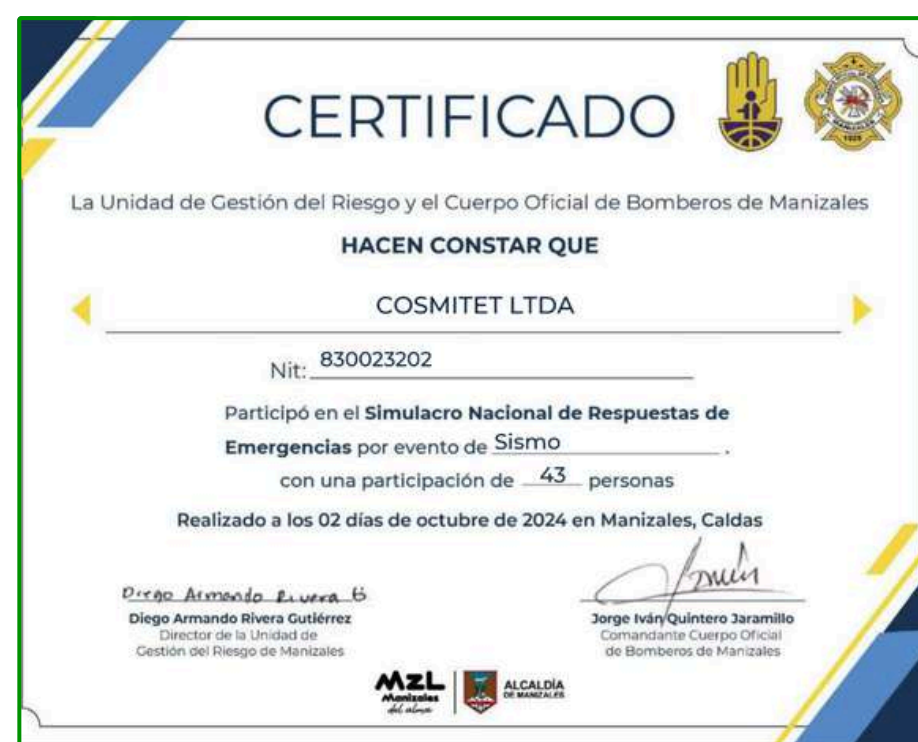 CERTIFICADO
La Unidad de Gestión del Riesgo y el Cuerpo Oficial de Bomberos de Manizales
HACEN CONSTAR QUE
COSMITET LTDA
Nit: 830023202
Participó en el Simulacro Nacional de Respuestas de
Emergencias por evento de Sismo .
con una participación de 43 personas
Realizado a los 02 días de octubre de 2024 en Manizales, Caldas
Diego Armando Rivera G
Diego Armando Rivera Gutiérrez
Director de la Unidad de
Gestión del Riesgo de Manizales
Jorge Iván Quintero Jaramillo
Comandante Cuerpo Oficial
de Bomberos de Manizales
MZL
Manizales
del alma
ALCALDÍA
DE MANIZALES